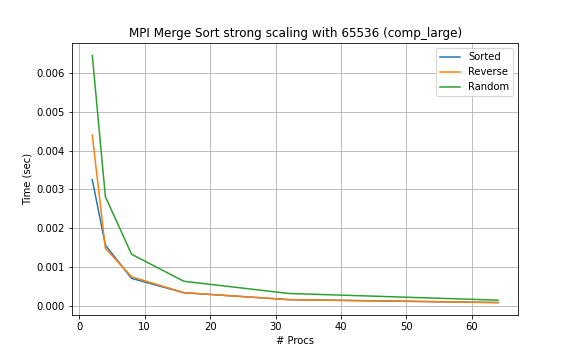 MPI Merge Sort strong scaling with 65536 (comp_large)
Sorted
Reverse
Random
0.006
0.005
0.004
0.003
0.002
0.001
0.000
Time (sec)
0 10 20 30 40 50 60
# Procs